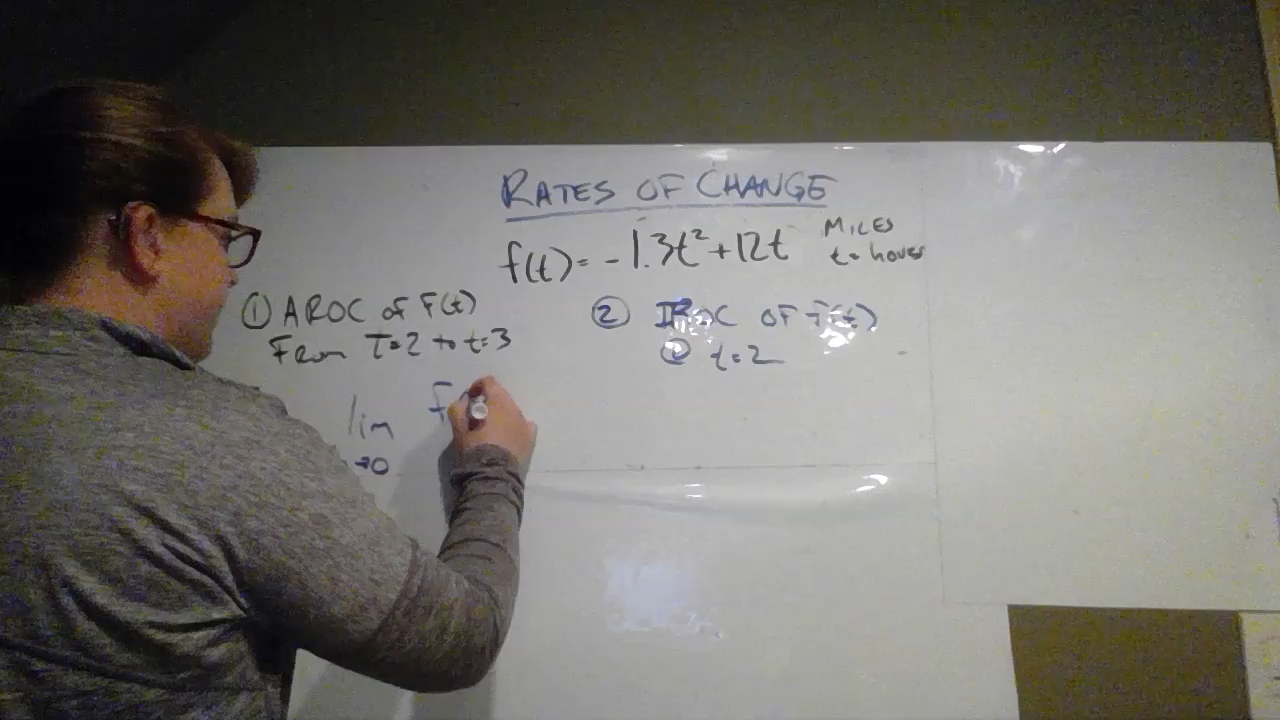 RATES OF CHANGE
f(t) = -1.3t² + 12t
MILES
t = hours
① AROC of F(t)
From T=2 to t=3
② IROC OF F(t)
@ t=2
lim f
→0